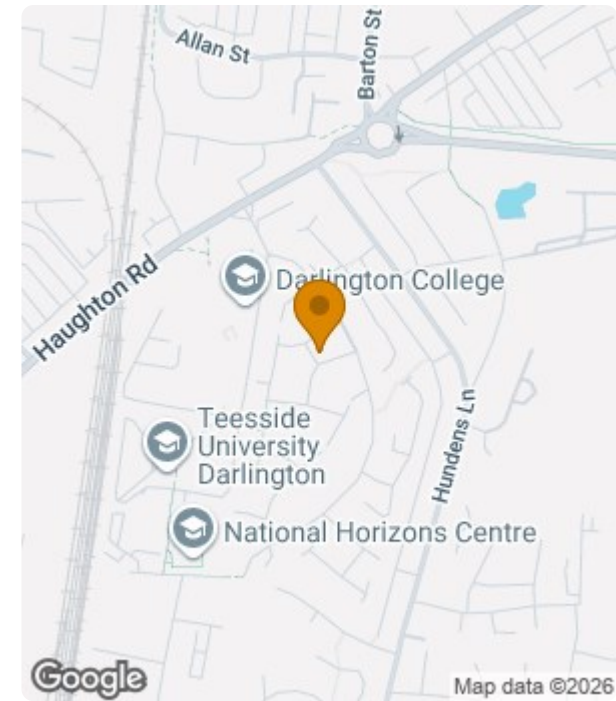 Allan St
Barton St
Haughton Rd
Darlington College
Hundens Ln
Teesside
University
Darlington
National Horizons Centre
Google
Map data ©2026